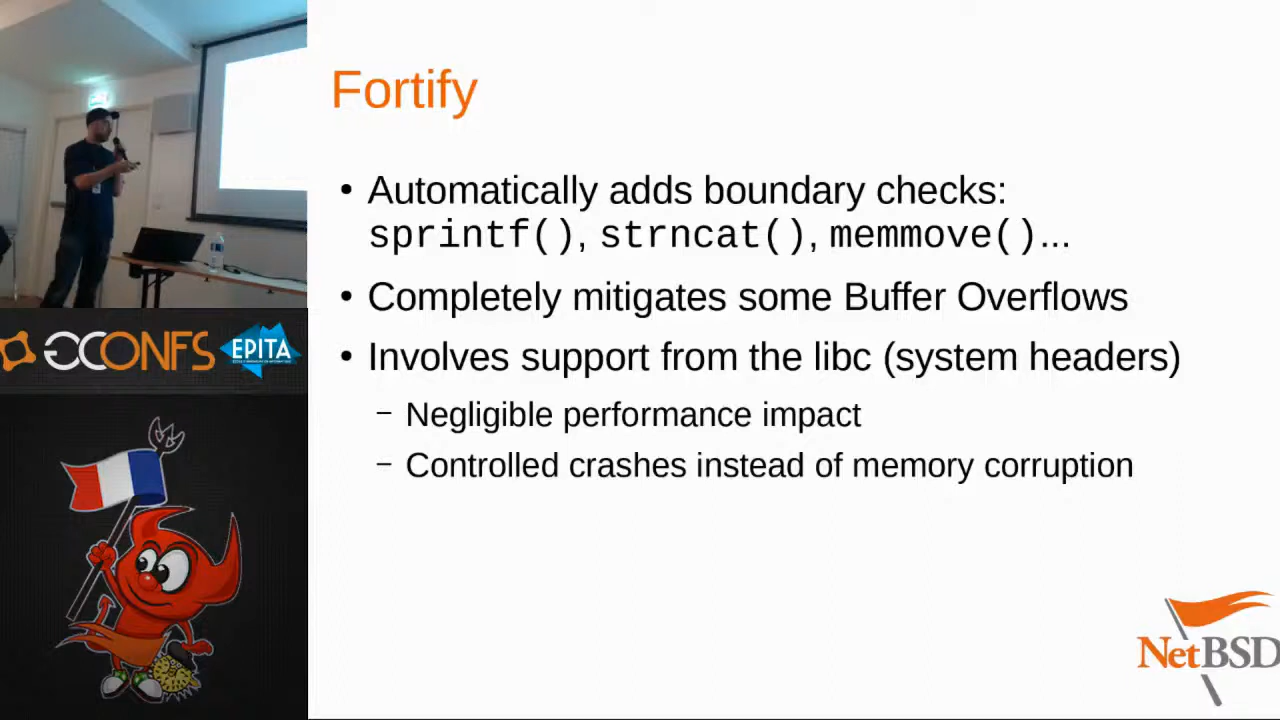 Fortify
• Automatically adds boundary checks:
sprintf(), strncat(), memmove()...
• Completely mitigates some Buffer Overflows
• Involves support from the libc (system headers)
– Negligible performance impact
– Controlled crashes instead of memory corruption
GCONFS
EPITA
NetBSD